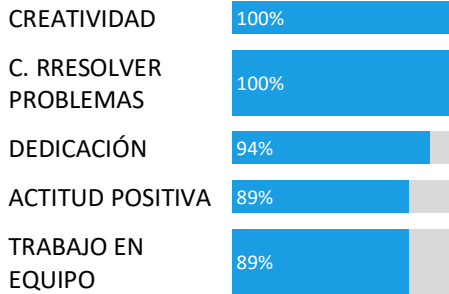 CREATIVIDAD 100%
C. RRESOLVER
PROBLEMAS 100%
DEDICACIÓN 94%
ACTITUD POSITIVA 89%
TRABAJO EN
EQUIPO 89%